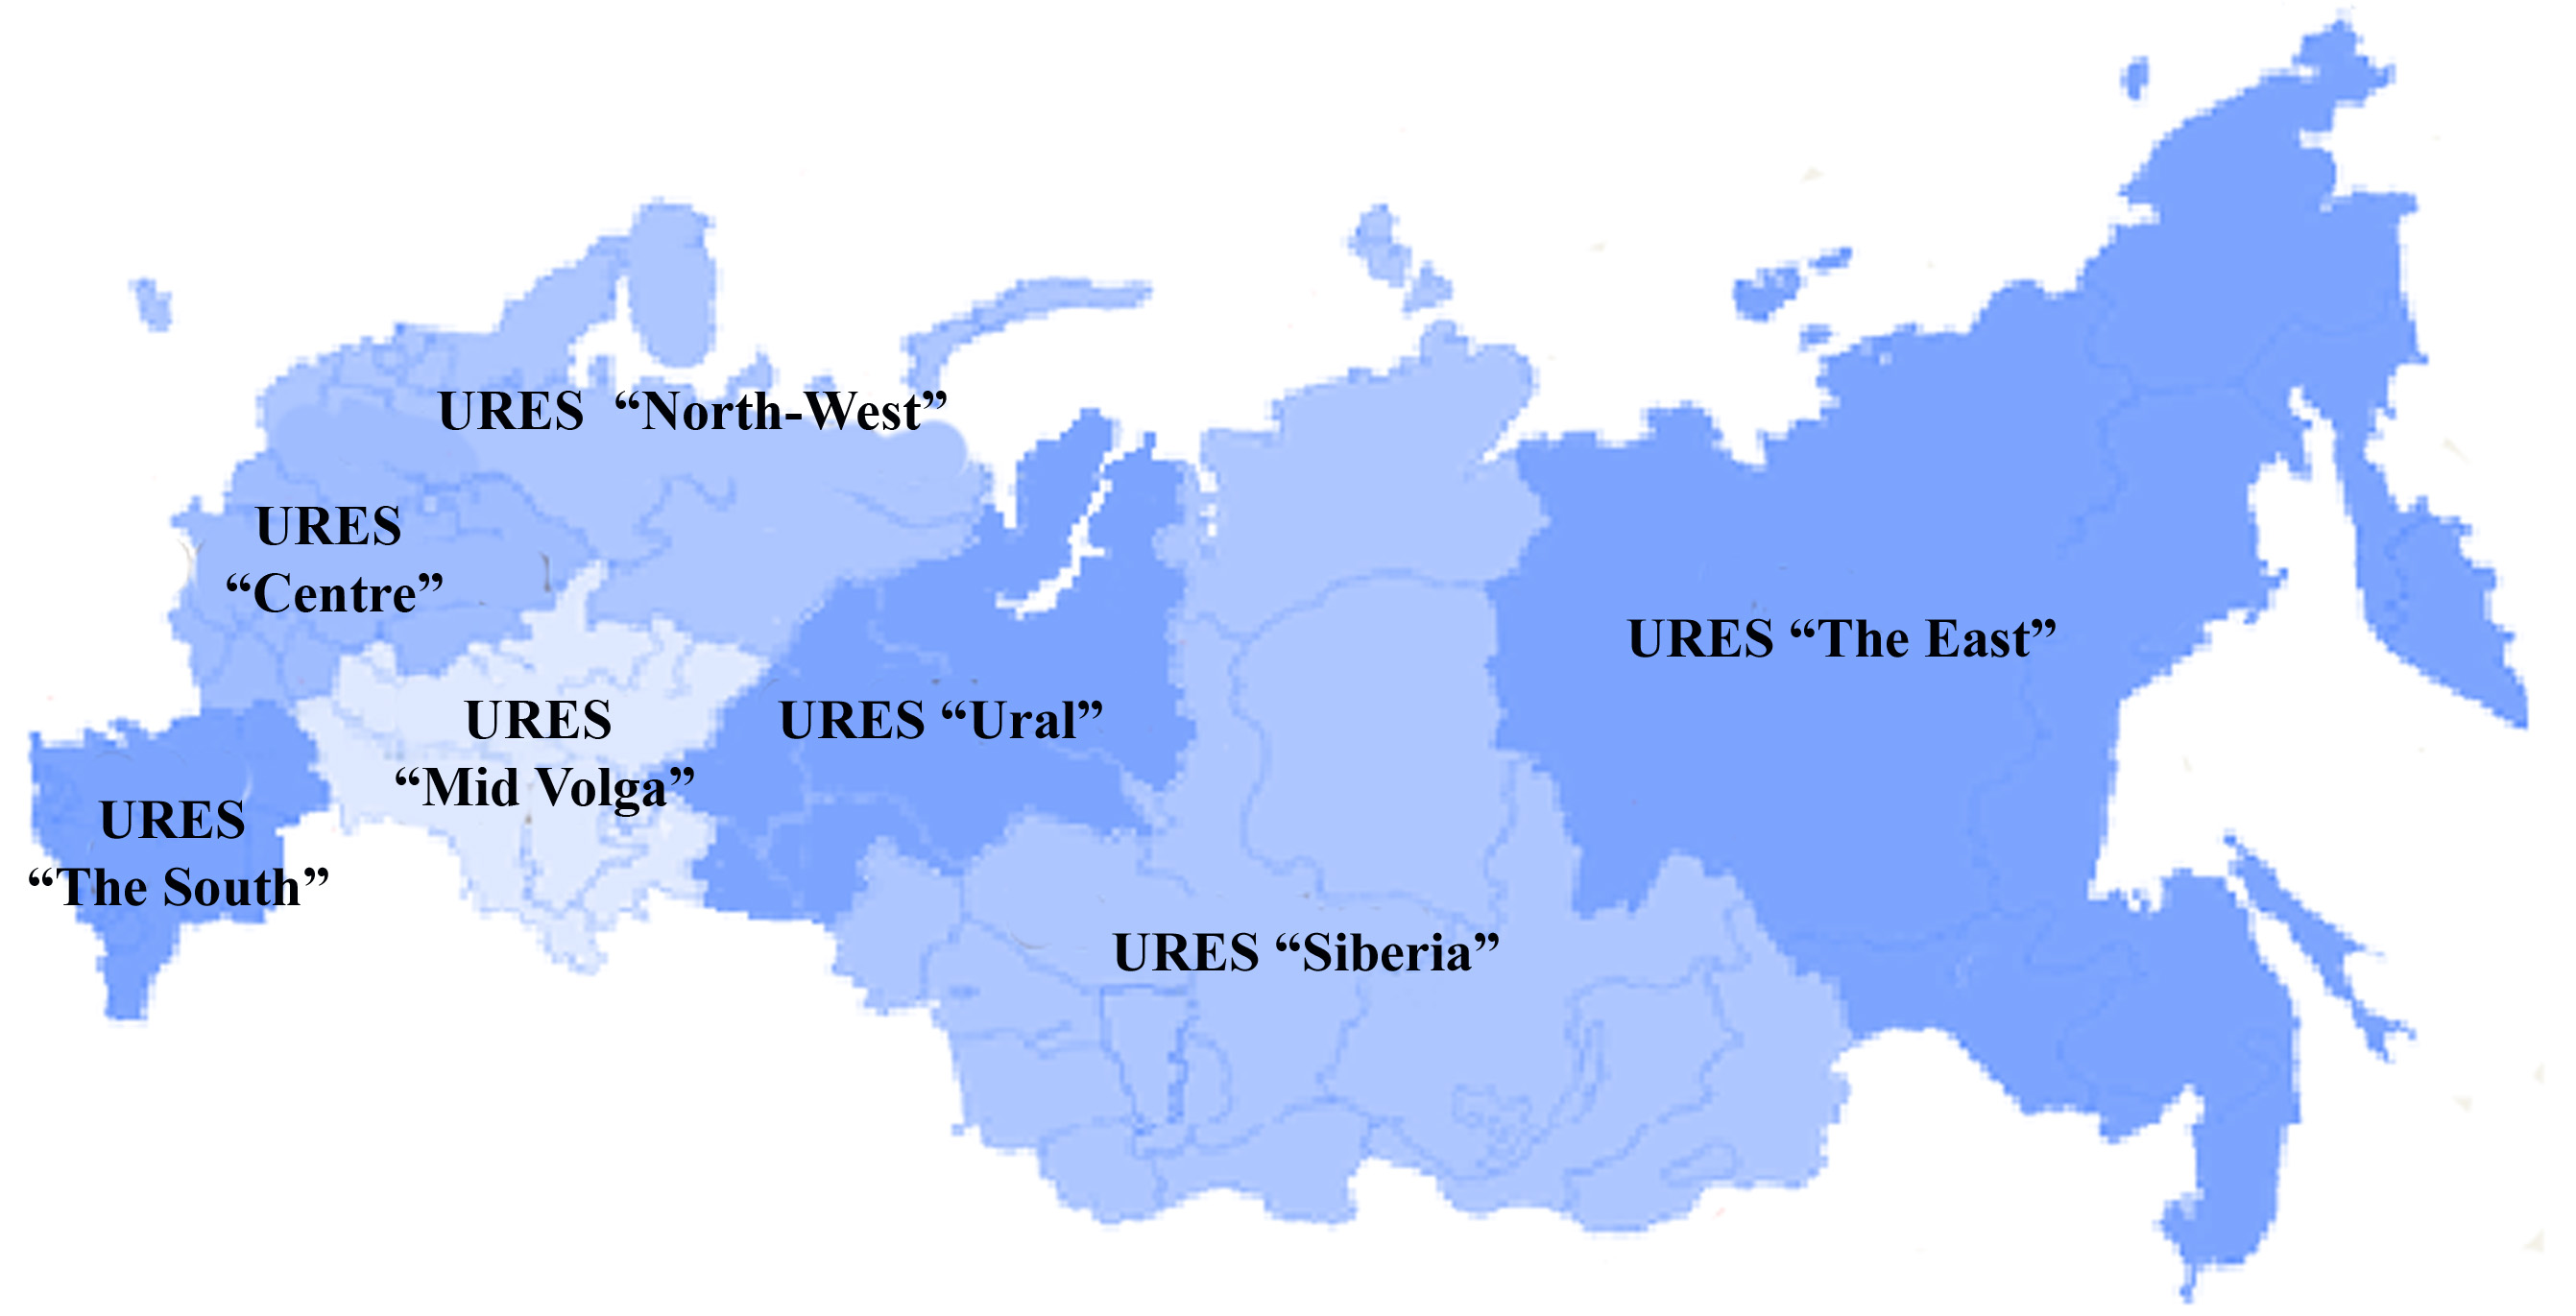 URES “North-West”
URES
“Centre”
URES “The East”
URES
“Mid Volga”
URES “Ural”
URES
“The South”
URES “Siberia”